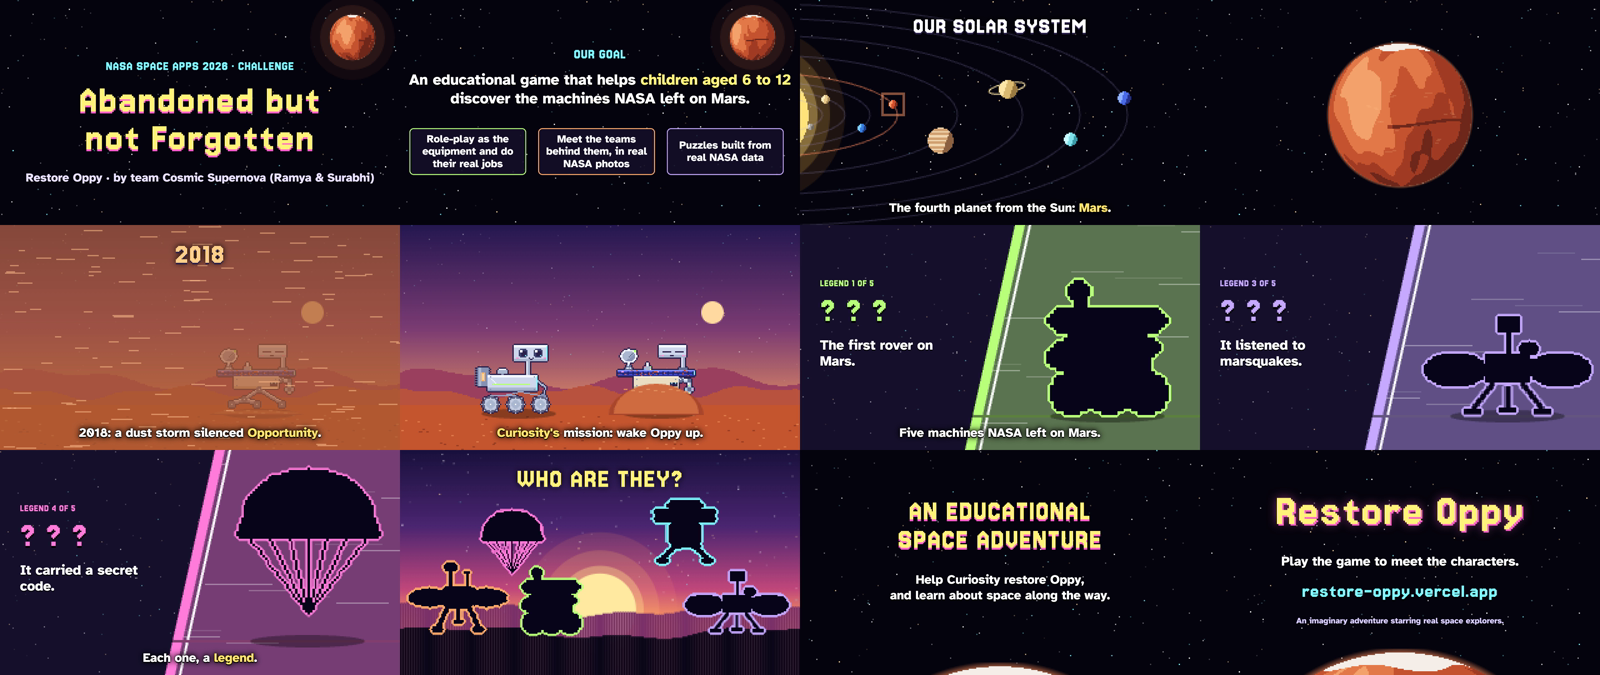 NASA SPACE APPS 2026 · CHALLENGE
Abandoned but
not Forgotten
Restore Oppy · by team Cosmic Supernova (Ramya & Surabhi)
OUR GOAL
An educational game that helps children aged 6 to 12
discover the machines NASA left on Mars.
Role-play as the
equipment and do
their real jobs
Meet the teams
behind them, in real
NASA photos
Puzzles built from
real NASA data
OUR SOLAR SYSTEM
The fourth planet from the Sun: Mars.
2018
2018: a dust storm silenced Opportunity.
Curiosity's mission: wake Oppy up.
LEGEND 1 OF 5
? ? ?
The first rover on
Mars.
Five machines NASA left on Mars.
LEGEND 3 OF 5
? ? ?
It listened to
marsquakes.
LEGEND 4 OF 5
? ? ?
It carried a secret
code.
Each one, a legend.
WHO ARE THEY?
AN EDUCATIONAL
SPACE ADVENTURE
Help Curiosity restore Oppy,
and learn about space along the way.
Restore Oppy
Play the game to meet the characters.
restore-oppy.vercel.app
An imaginary adventure starring real space explorers.